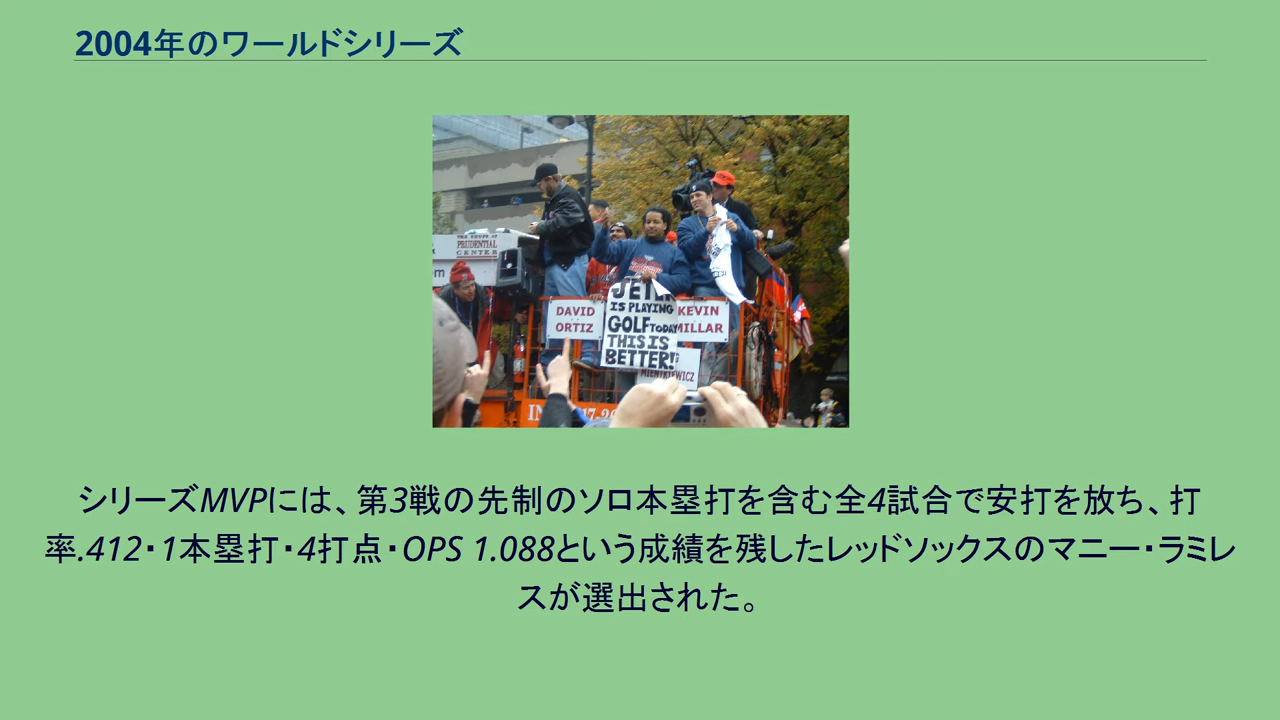 2004年のワールドシリーズ
THE SHOPS AT
PRUDENTIAL
CENTER
DAVID
ORTIZ
JETER
IS PLAYING
GOLF TODAY
THIS IS
BETTER!
KEVIN
MILLAR
MIENTKIEWICZ
シリーズMVPには、第3戦の先制のソロ本塁打を含む全4試合で安打を放ち、打
率.412・1本塁打・4打点・OPS 1.088という成績を残したレッドソックスのマニー・ラミレ
スが選出された。